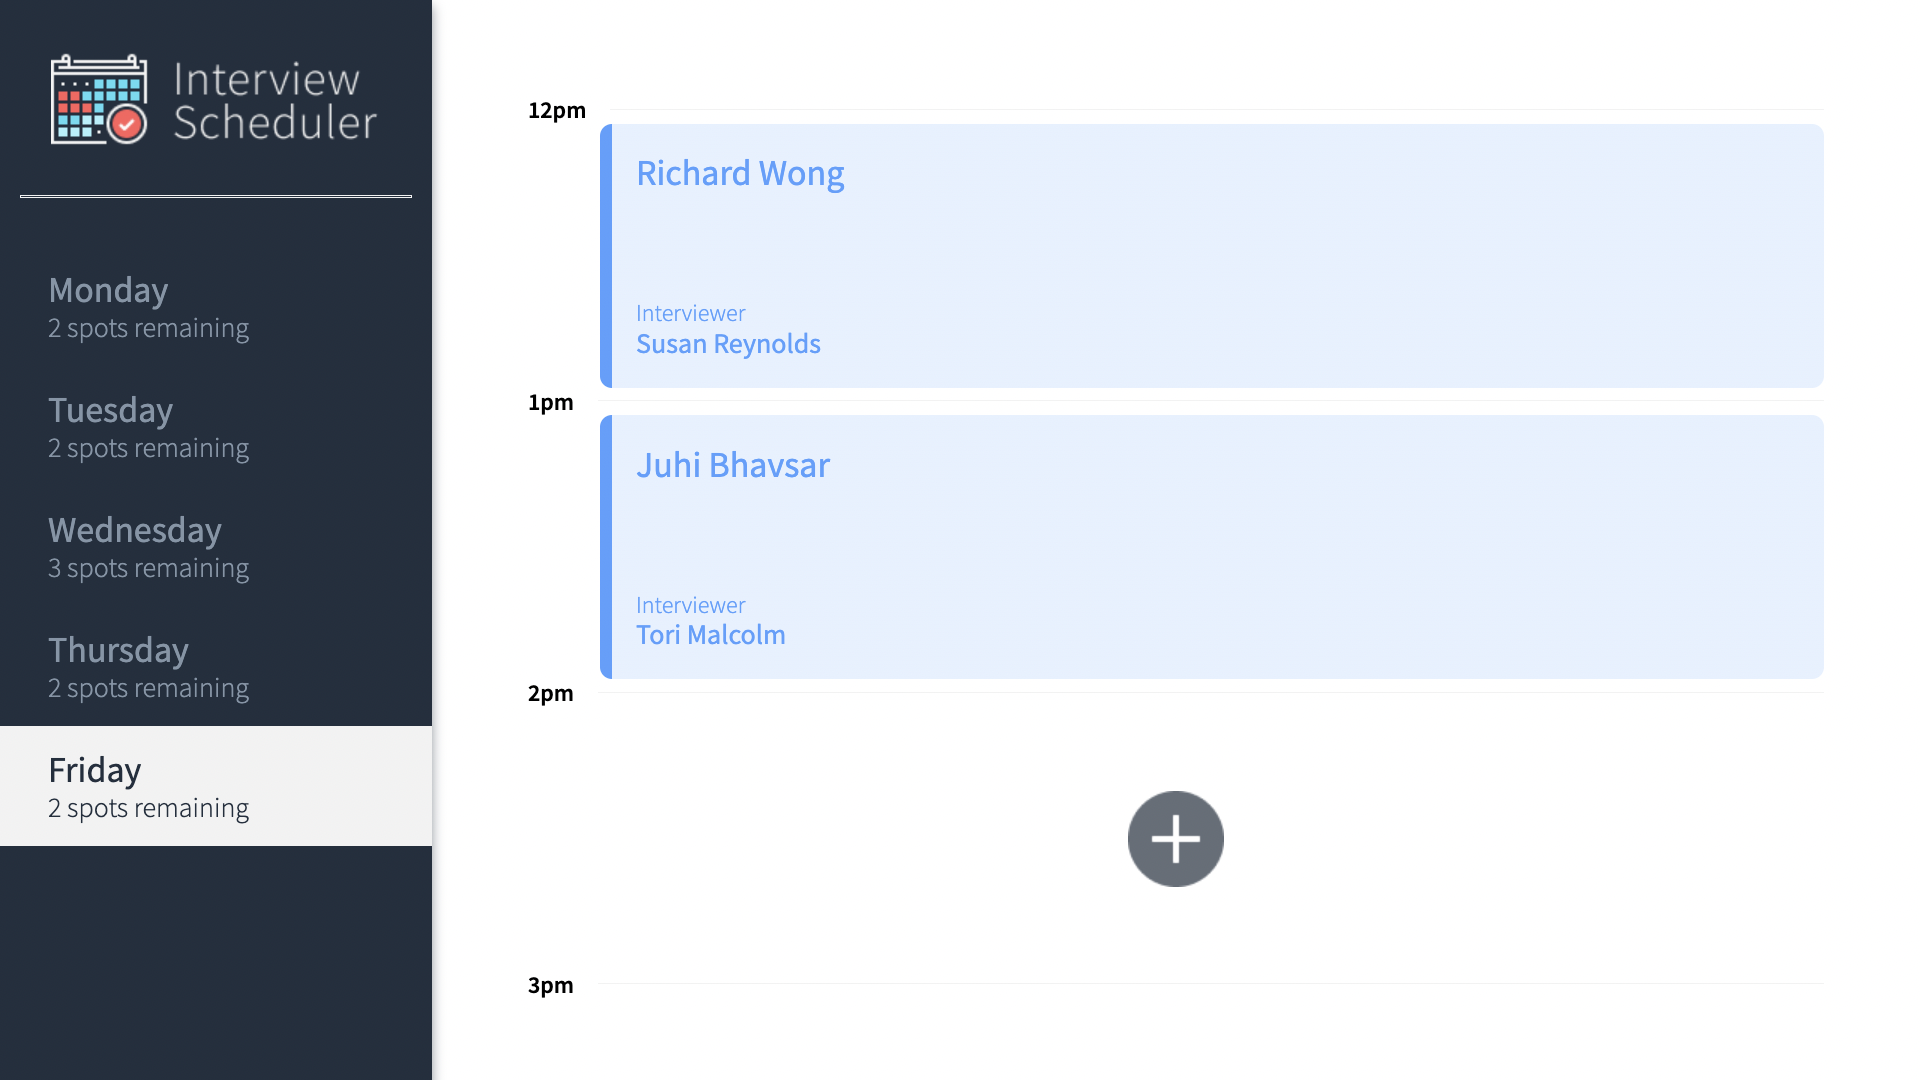 Interview
Scheduler
Monday
2 spots remaining
Tuesday
2 spots remaining
Wednesday
3 spots remaining
Thursday
2 spots remaining
Friday
2 spots remaining
12pm
Richard Wong
Interviewer
Susan Reynolds
1pm
Juhi Bhavsar
Interviewer
Tori Malcolm
2pm
3pm